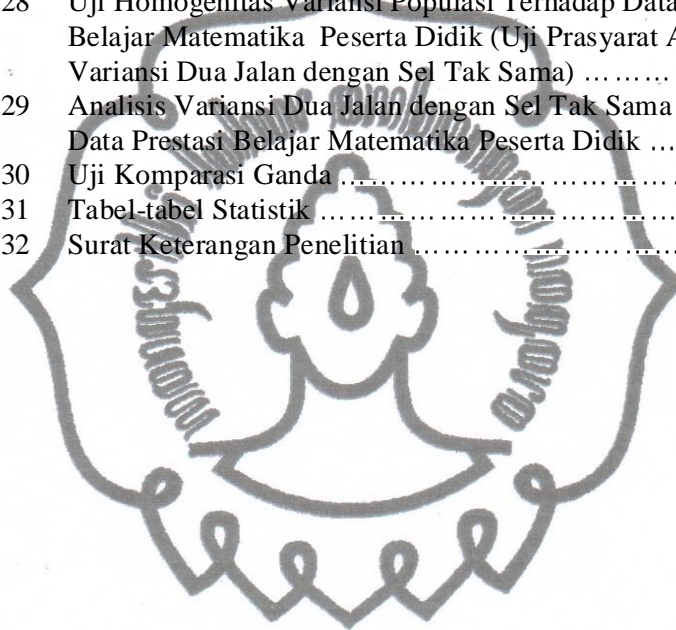 28 Uji Homogenitas Variansi Populasi Terhadap Data
Belajar Matematika Peserta Didik (Uji Prasyarat A
Variansi Dua Jalan dengan Sel Tak Sama) ………
29 Analisis Variansi Dua Jalan dengan Sel Tak Sama
Data Prestasi Belajar Matematika Peserta Didik …
30 Uji Komparasi Ganda ………………………………
31 Tabel-tabel Statistik …………………………………
32 Surat Keterangan Penelitian ………………………